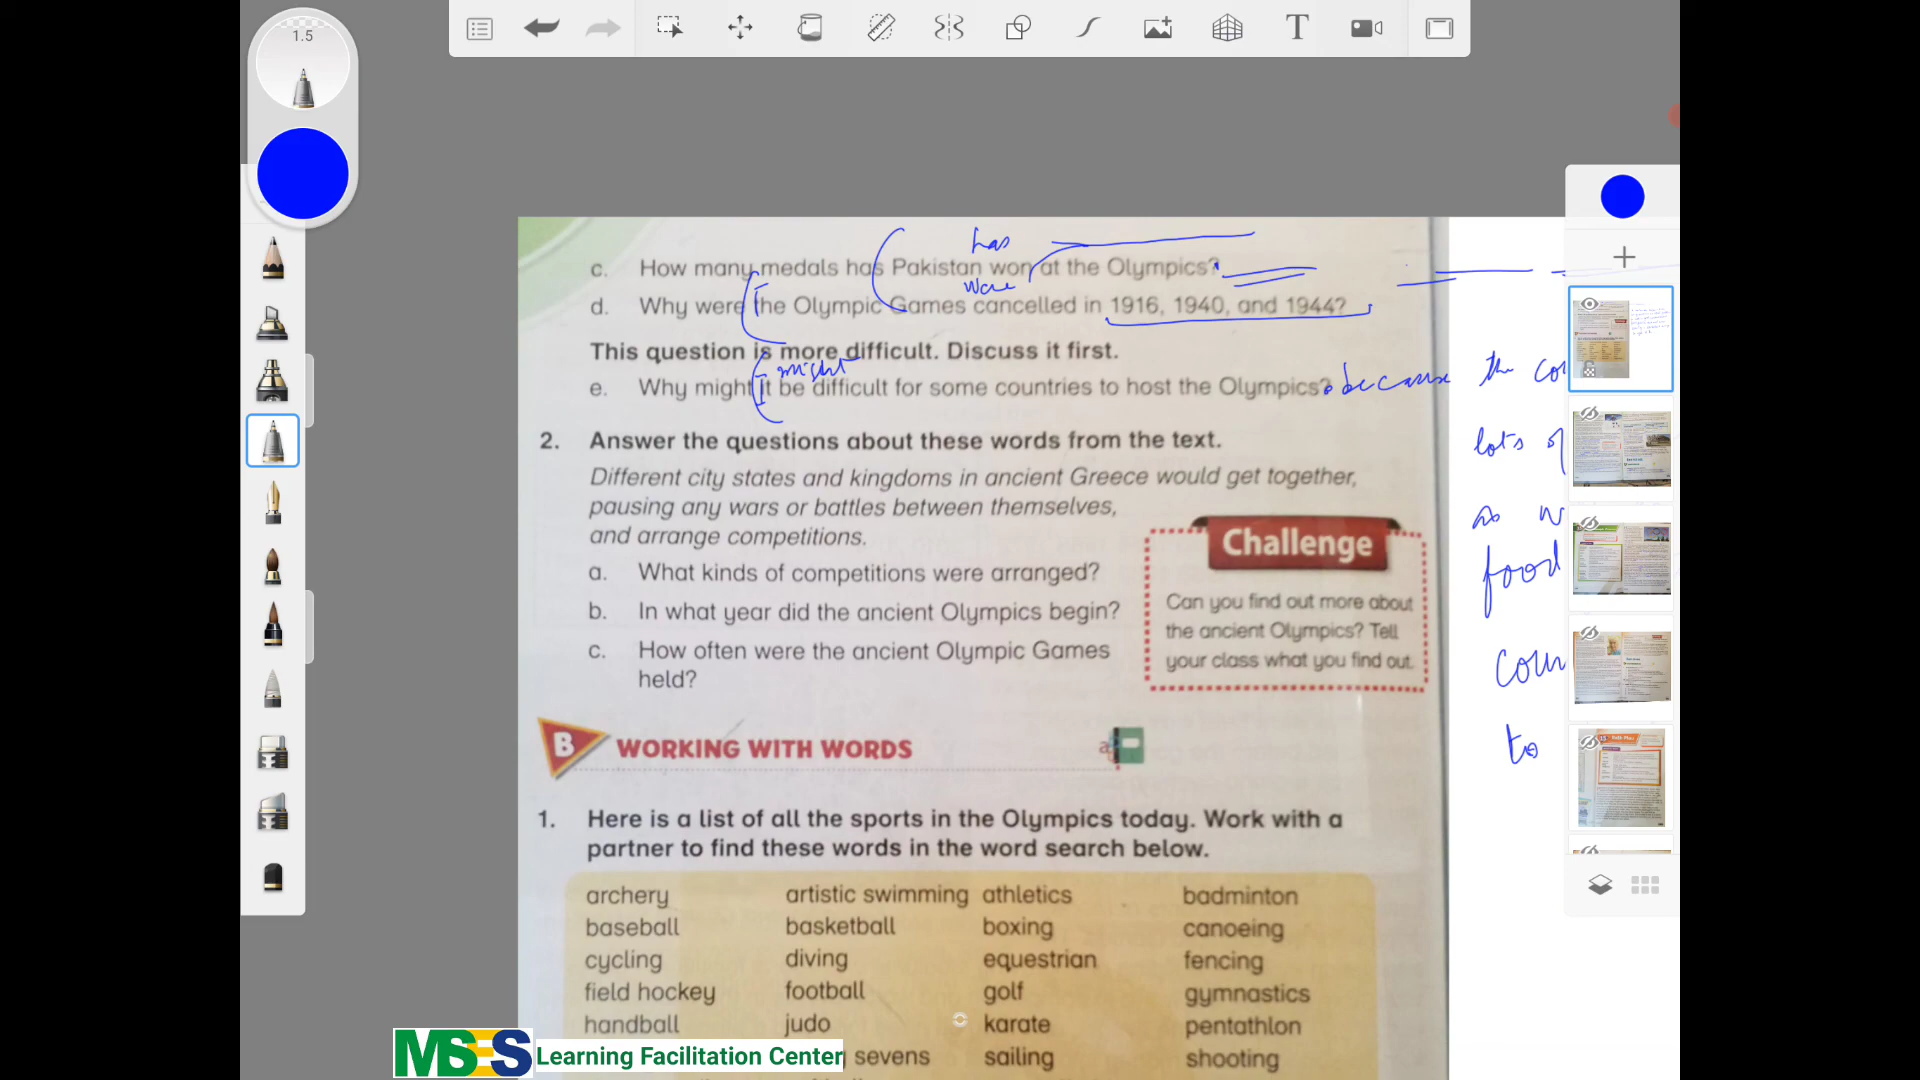 1.5
T
has
c. How many medals has Pakistan won at the Olympics?
were
d. Why were the Olympic Games cancelled in 1916, 1940, and 1944?
This question is more difficult. Discuss it first.
might
e. Why might it be difficult for some countries to host the Olympics? because the
lots of
2. Answer the questions about these words from the text.
Different city states and kingdoms in ancient Greece would get together,
pausing any wars or battles between themselves,
and arrange competitions.
as
food
a. What kinds of competitions were arranged?
b. In what year did the ancient Olympics begin?
c. How often were the ancient Olympic Games
held?
Challenge
Can you find out more about
the ancient Olympics? Tell
your class what you find out.
to
B WORKING WITH WORDS
1. Here is a list of all the sports in the Olympics today. Work with a
partner to find these words in the word search below.
archery artistic swimming athletics badminton
baseball basketball boxing canoeing
cycling diving equestrian fencing
field hockey football golf gymnastics
handball judo karate pentathlon
sevens sailing shooting
MSES Learning Facilitation Center